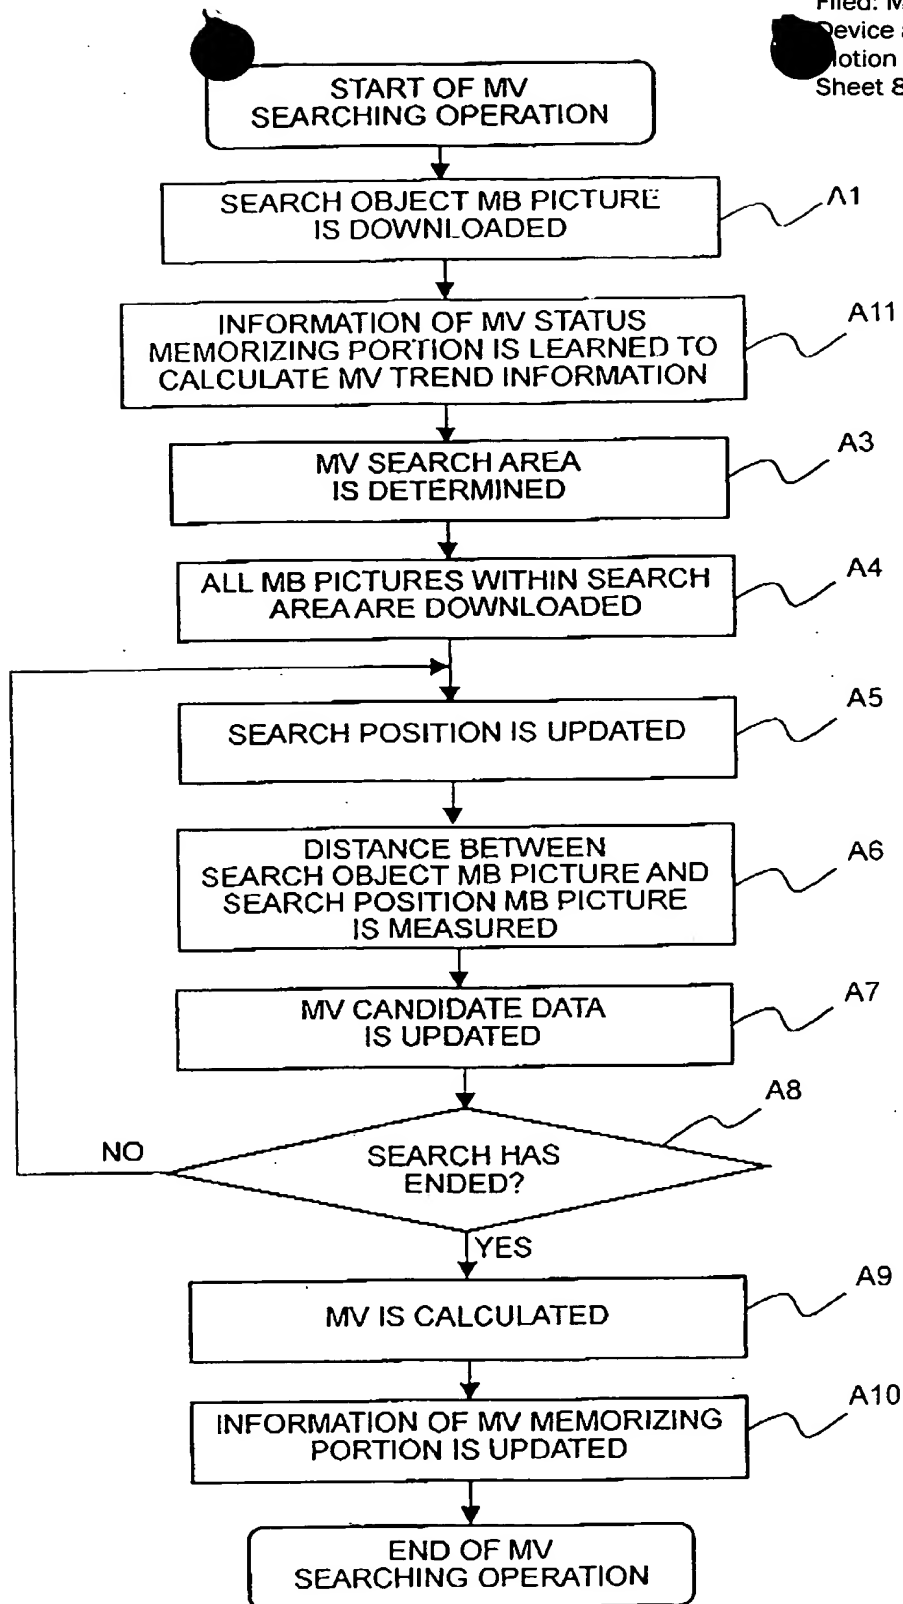 Filed: M
Device a
Motion
Sheet 8
START OF MV
SEARCHING OPERATION
SEARCH OBJECT MB PICTURE
IS DOWNLOADED
A1
INFORMATION OF MV STATUS
MEMORIZING PORTION IS LEARNED TO
CALCULATE MV TREND INFORMATION
A11
MV SEARCH AREA
IS DETERMINED
A3
ALL MB PICTURES WITHIN SEARCH
AREA ARE DOWNLOADED
A4
SEARCH POSITION IS UPDATED
A5
DISTANCE BETWEEN
SEARCH OBJECT MB PICTURE AND
SEARCH POSITION MB PICTURE
IS MEASURED
A6
MV CANDIDATE DATA
IS UPDATED
A7
A8
NO
SEARCH HAS
ENDED?
YES
MV IS CALCULATED
A9
INFORMATION OF MV MEMORIZING
PORTION IS UPDATED
A10
END OF MV
SEARCHING OPERATION